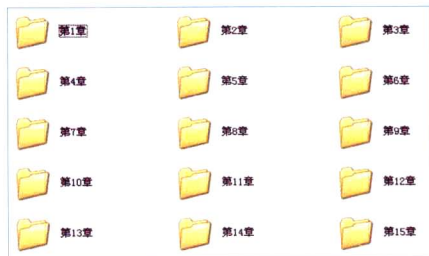 第1章 第2章 第3章
第4章 第5章 第6章
第7章 第8章 第9章
第10章 第11章 第12章
第13章 第14章 第15章